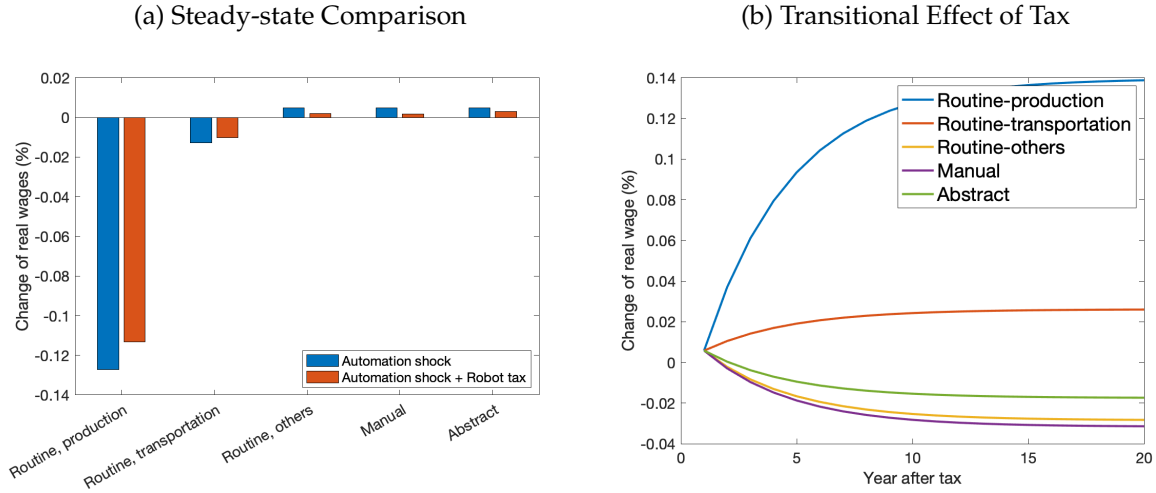 (a) Steady-state Comparison
Change of real wages (%)
0.02
0
-0.02
-0.04
-0.06
-0.08
-0.1
-0.12
-0.14
Routine, production
Routine, transportation
Routine, others
Manual
Abstract
Automation shock
Automation shock + Robot tax
(b) Transitional Effect of Tax
Change of real wage (%)
0.14
0.12
0.1
0.08
0.06
0.04
0.02
0
-0.02
-0.04
0
5
10
15
20
Year after tax
Routine-production
Routine-transportation
Routine-others
Manual
Abstract